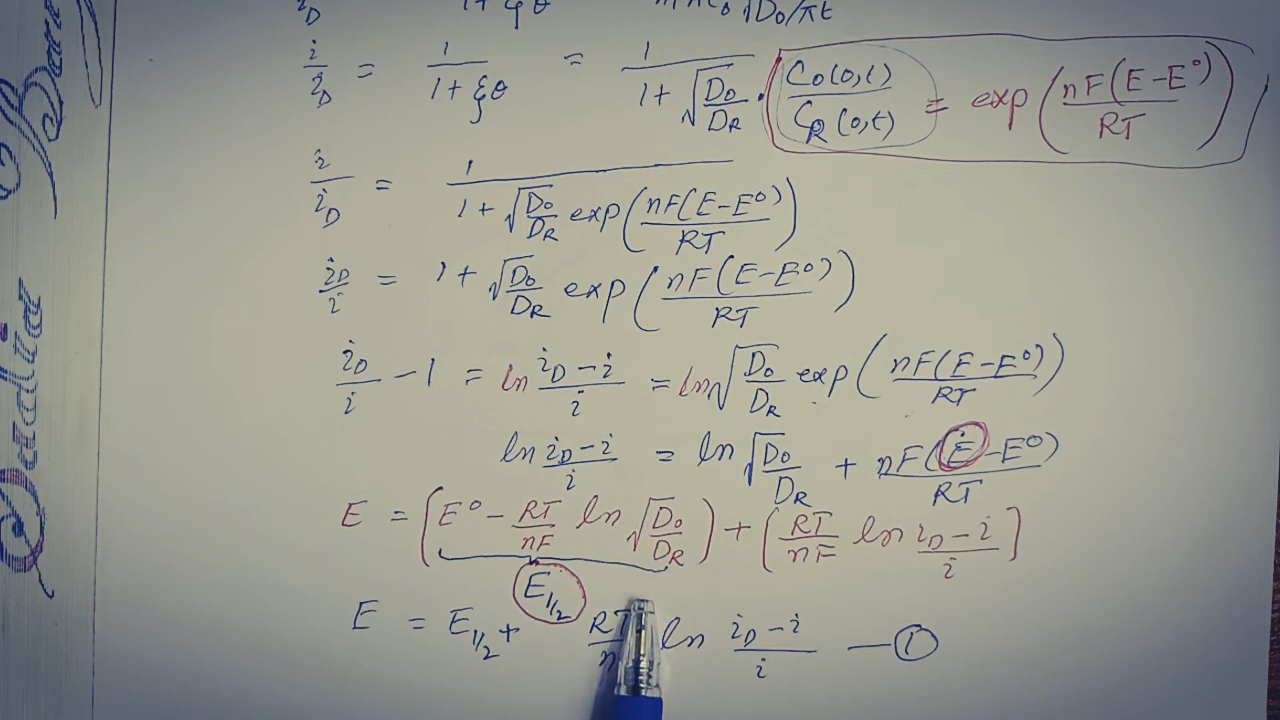 i/i_D = 1/(1+ξθ) = 1/(1+√(D_o/D_R) · C_o(0,t)/C_R(0,t)) = exp(nF(E-E°)/RT)
i/i_D = 1/(1+√(D_o/D_R) exp(nF(E-E°)/RT))
i_D/i = 1+√(D_o/D_R) exp(nF(E-E°)/RT)
i_D/i - 1 = ln (i_D-i)/i = ln√(D_o/D_R) exp(nF(E-E°)/RT)
ln (i_D-i)/i = ln √(D_o/D_R) + nF(E-E°)/RT
E = (E° - RT/nF ln √(D_o/D_R)) + (RT/nF ln (i_D-i)/i]
E_1/2
E = E_1/2 + RT/n ln (i_D-i)/i — ①
Sadia